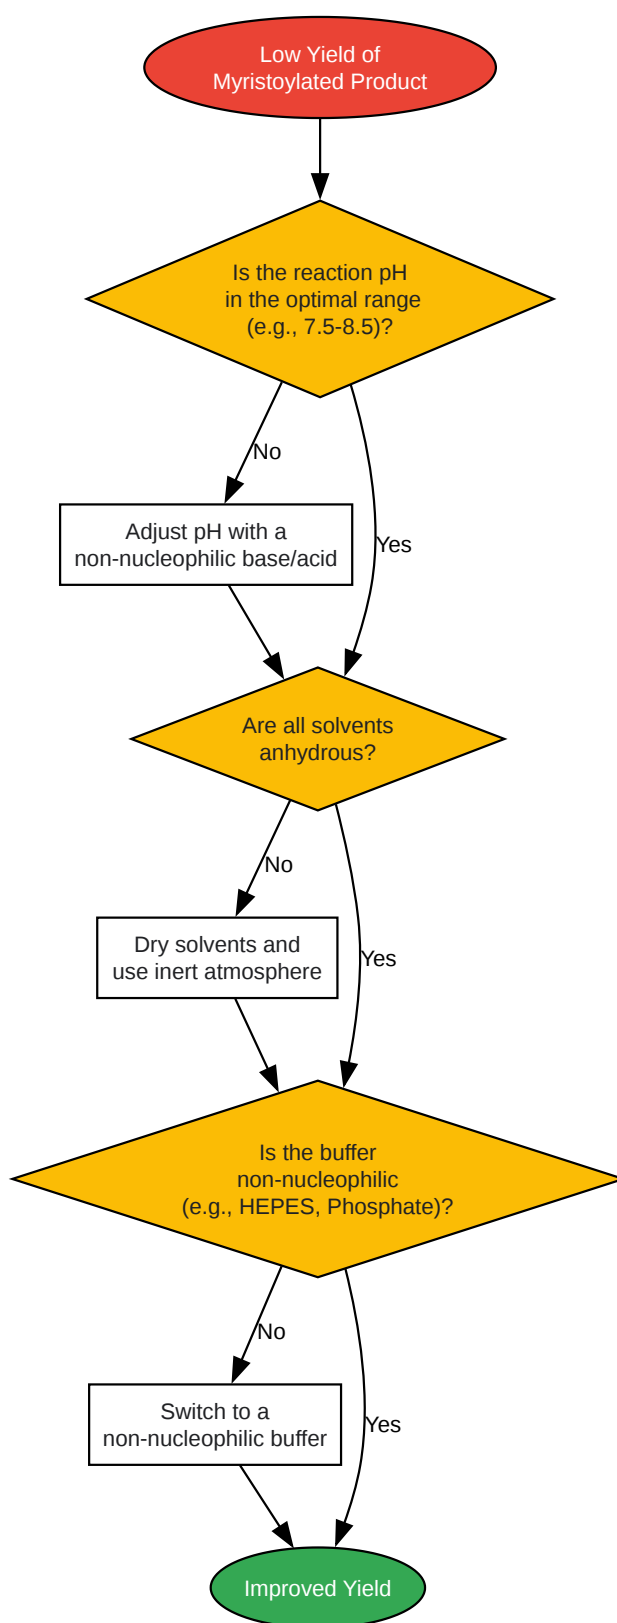 Low Yield of
Myristoylated Product
Is the reaction pH
in the optimal range
(e.g., 7.5-8.5)?
No
Adjust pH with a
non-nucleophilic base/acid
Yes
Are all solvents
anhydrous?
No
Dry solvents and
use inert atmosphere
Yes
Is the buffer
non-nucleophilic
(e.g., HEPES, Phosphate)?
No
Switch to a
non-nucleophilic buffer
Yes
Improved Yield